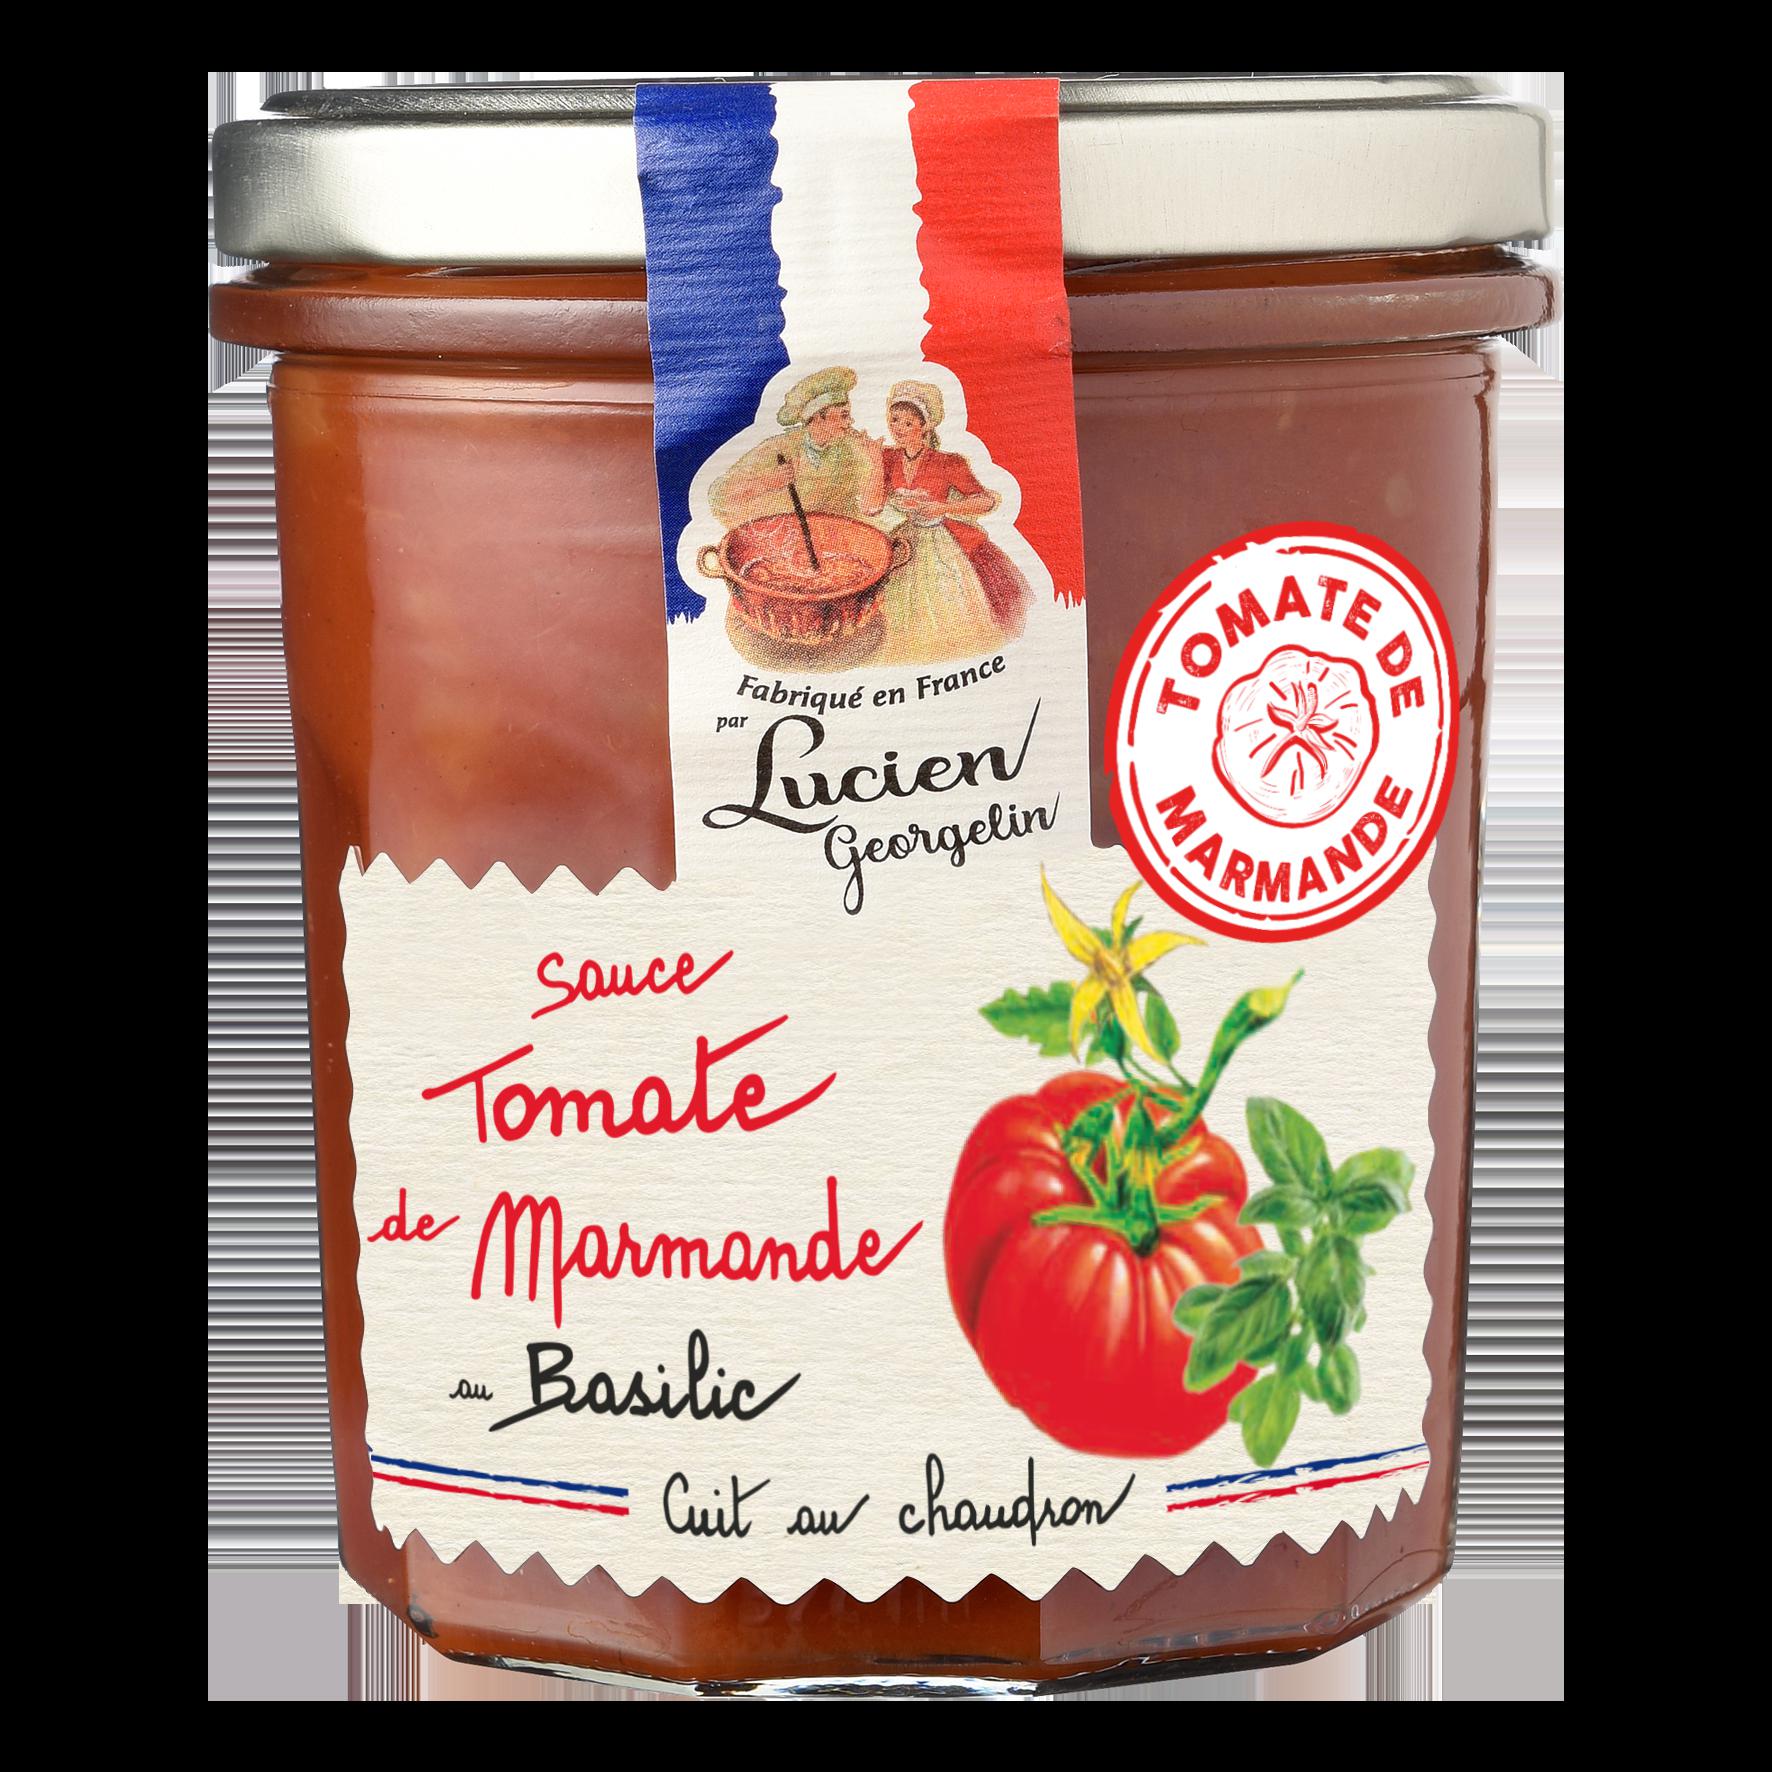 Fabriqué en France
par
Lucien
Georgelin
TOMATE DE
MARMANDE
Sauce
Tomate
de Marmande
au Basilic
Cuit au chaudron